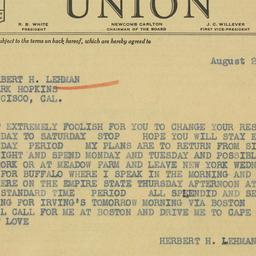 UNION
R. B. WHITE NEWCOMB CARLTON J. C. WILLEVER
PRESIDENT CHAIRMAN OF THE BOARD FIRST VICE-PRESIDENT
subject to the terms on back hereof, which are hereby agreed to
August 2
RBERT H. LEHMAN
RK HOPKINS
CISCO, CAL.
T EXTREMELY FOOLISH FOR YOU TO CHANGE YOUR RES
DAY TO SATURDAY STOP HOPE YOU WILL STAY E
DAY PERIOD MY PLANS ARE TO RETURN FROM SI
IGHT AND SPEND MONDAY AND TUESDAY AND POSSIBL
ORK OR AT MEADOW FARM AND LEAVE NEW YORK WEDN
FOR BUFFALO WHERE I SPEAK IN THE MORNING AND
ERE ON THE EMPIRE STATE THURSDAY AFTERNOON AT
STANDARD TIME PERIOD ALL SPLENDID AND SE
NG FOR IRVING'S TOMORROW MORNING VIA BOSTON
LL CALL FOR ME AT BOSTON AND DRIVE ME TO CAPE
LOVE
HERBERT H. LEHMA